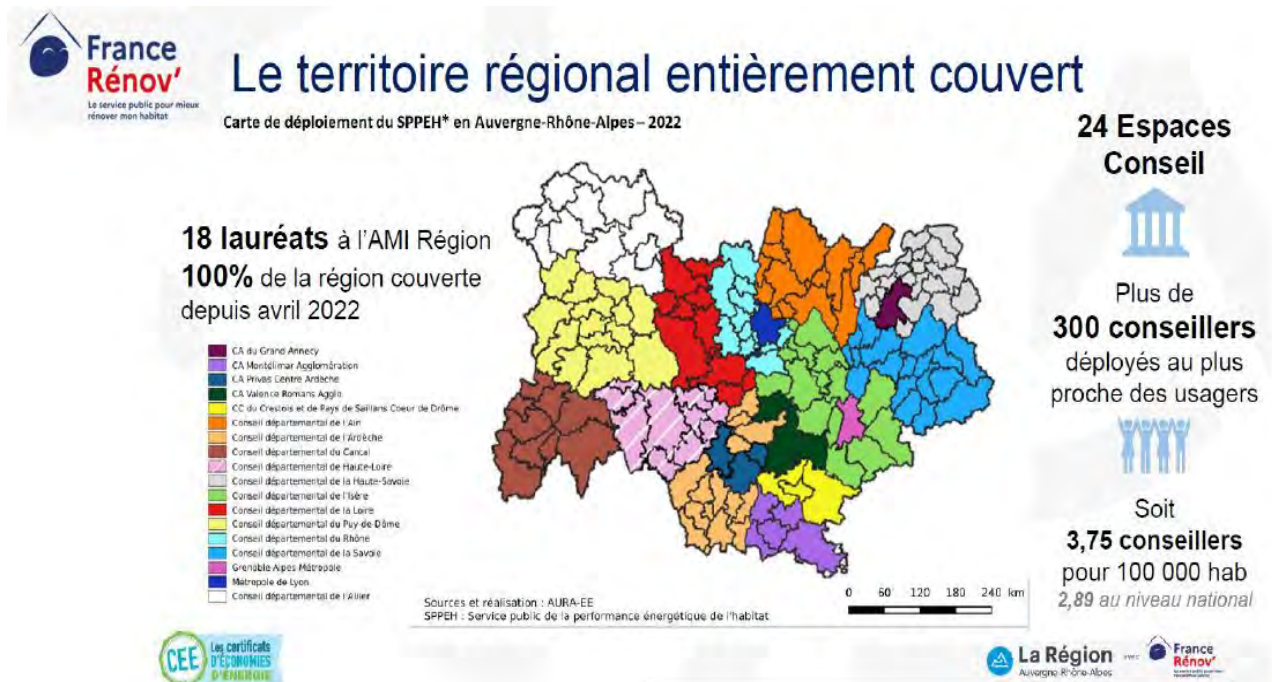 France
Rénov'
Le service public pour mieux
rénover mon habitat
Le territoire régional entièrement couvert
Carte de déploiement du SPPEH* en Auvergne-Rhône-Alpes – 2022
18 lauréats à l'AMI Région
100% de la région couverte
depuis avril 2022
CA du Grand Annecy
CA Montélimar Agglomération
CA Privas Centre Ardèche
CA Valence Romans Agglo
CC du Crestois et de Pays de Saillans Coeur de Drôme
Conseil départemental de l'Ain
Conseil départemental de l'Ardèche
Conseil départemental du Cantal
Conseil départemental de Haute-Loire
Conseil départemental de la Haute-Savoie
Conseil départemental de l'Isère
Conseil départemental de la Loire
Conseil départemental du Puy-de-Dôme
Conseil départemental du Rhône
Conseil départemental de la Savoie
Grenoble Alpes Métropole
Métropole de Lyon
Conseil départemental de l'Allier
Sources et réalisation : AURA-EE
SPPEH : Service public de la performance énergétique de l'habitat
0 60 120 180 240 km
24 Espaces
Conseil
Plus de
300 conseillers
déployés au plus
proche des usagers
Soit
3,75 conseillers
pour 100 000 hab
2,89 au niveau national
CEE
Les certificats
D'ÉCONOMIES
D'ÉNERGIE
La Région
Auvergne-Rhône-Alpes
avec
France
Rénov'